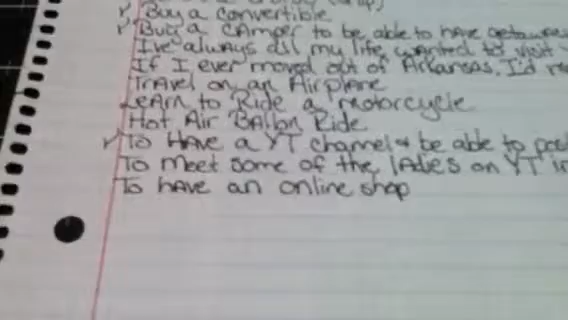 Buy a convertible
Buy a camper to be able to have getaways
I've always all my life wanted to visit
If I ever moved out of Arkansas, I'd
Travel on an Airplane
Learn to Ride a motorcycle
Hot Air Ballon Ride
To Have a YT channel & be able to
To meet some of the ladies on YT in
To have an online shop